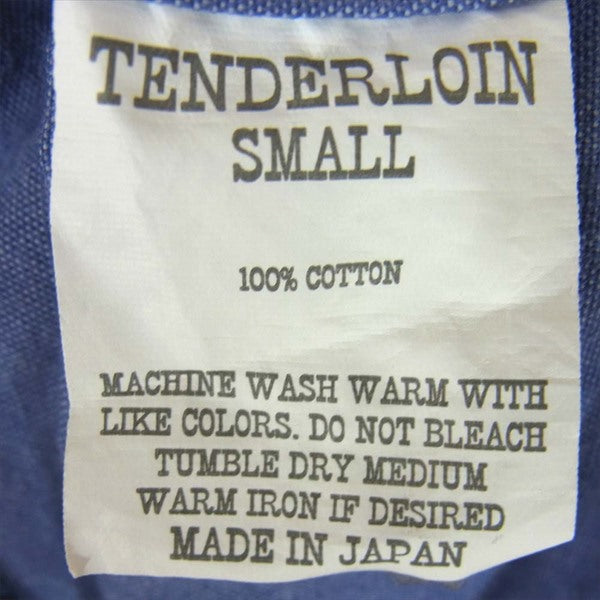 TENDERLOIN
SMALL
100% COTTON
MACHINE WASH WARM WITH
LIKE COLORS. DO NOT BLEACH
TUMBLE DRY MEDIUM
WARM IRON IF DESIRED
MADE IN JAPAN